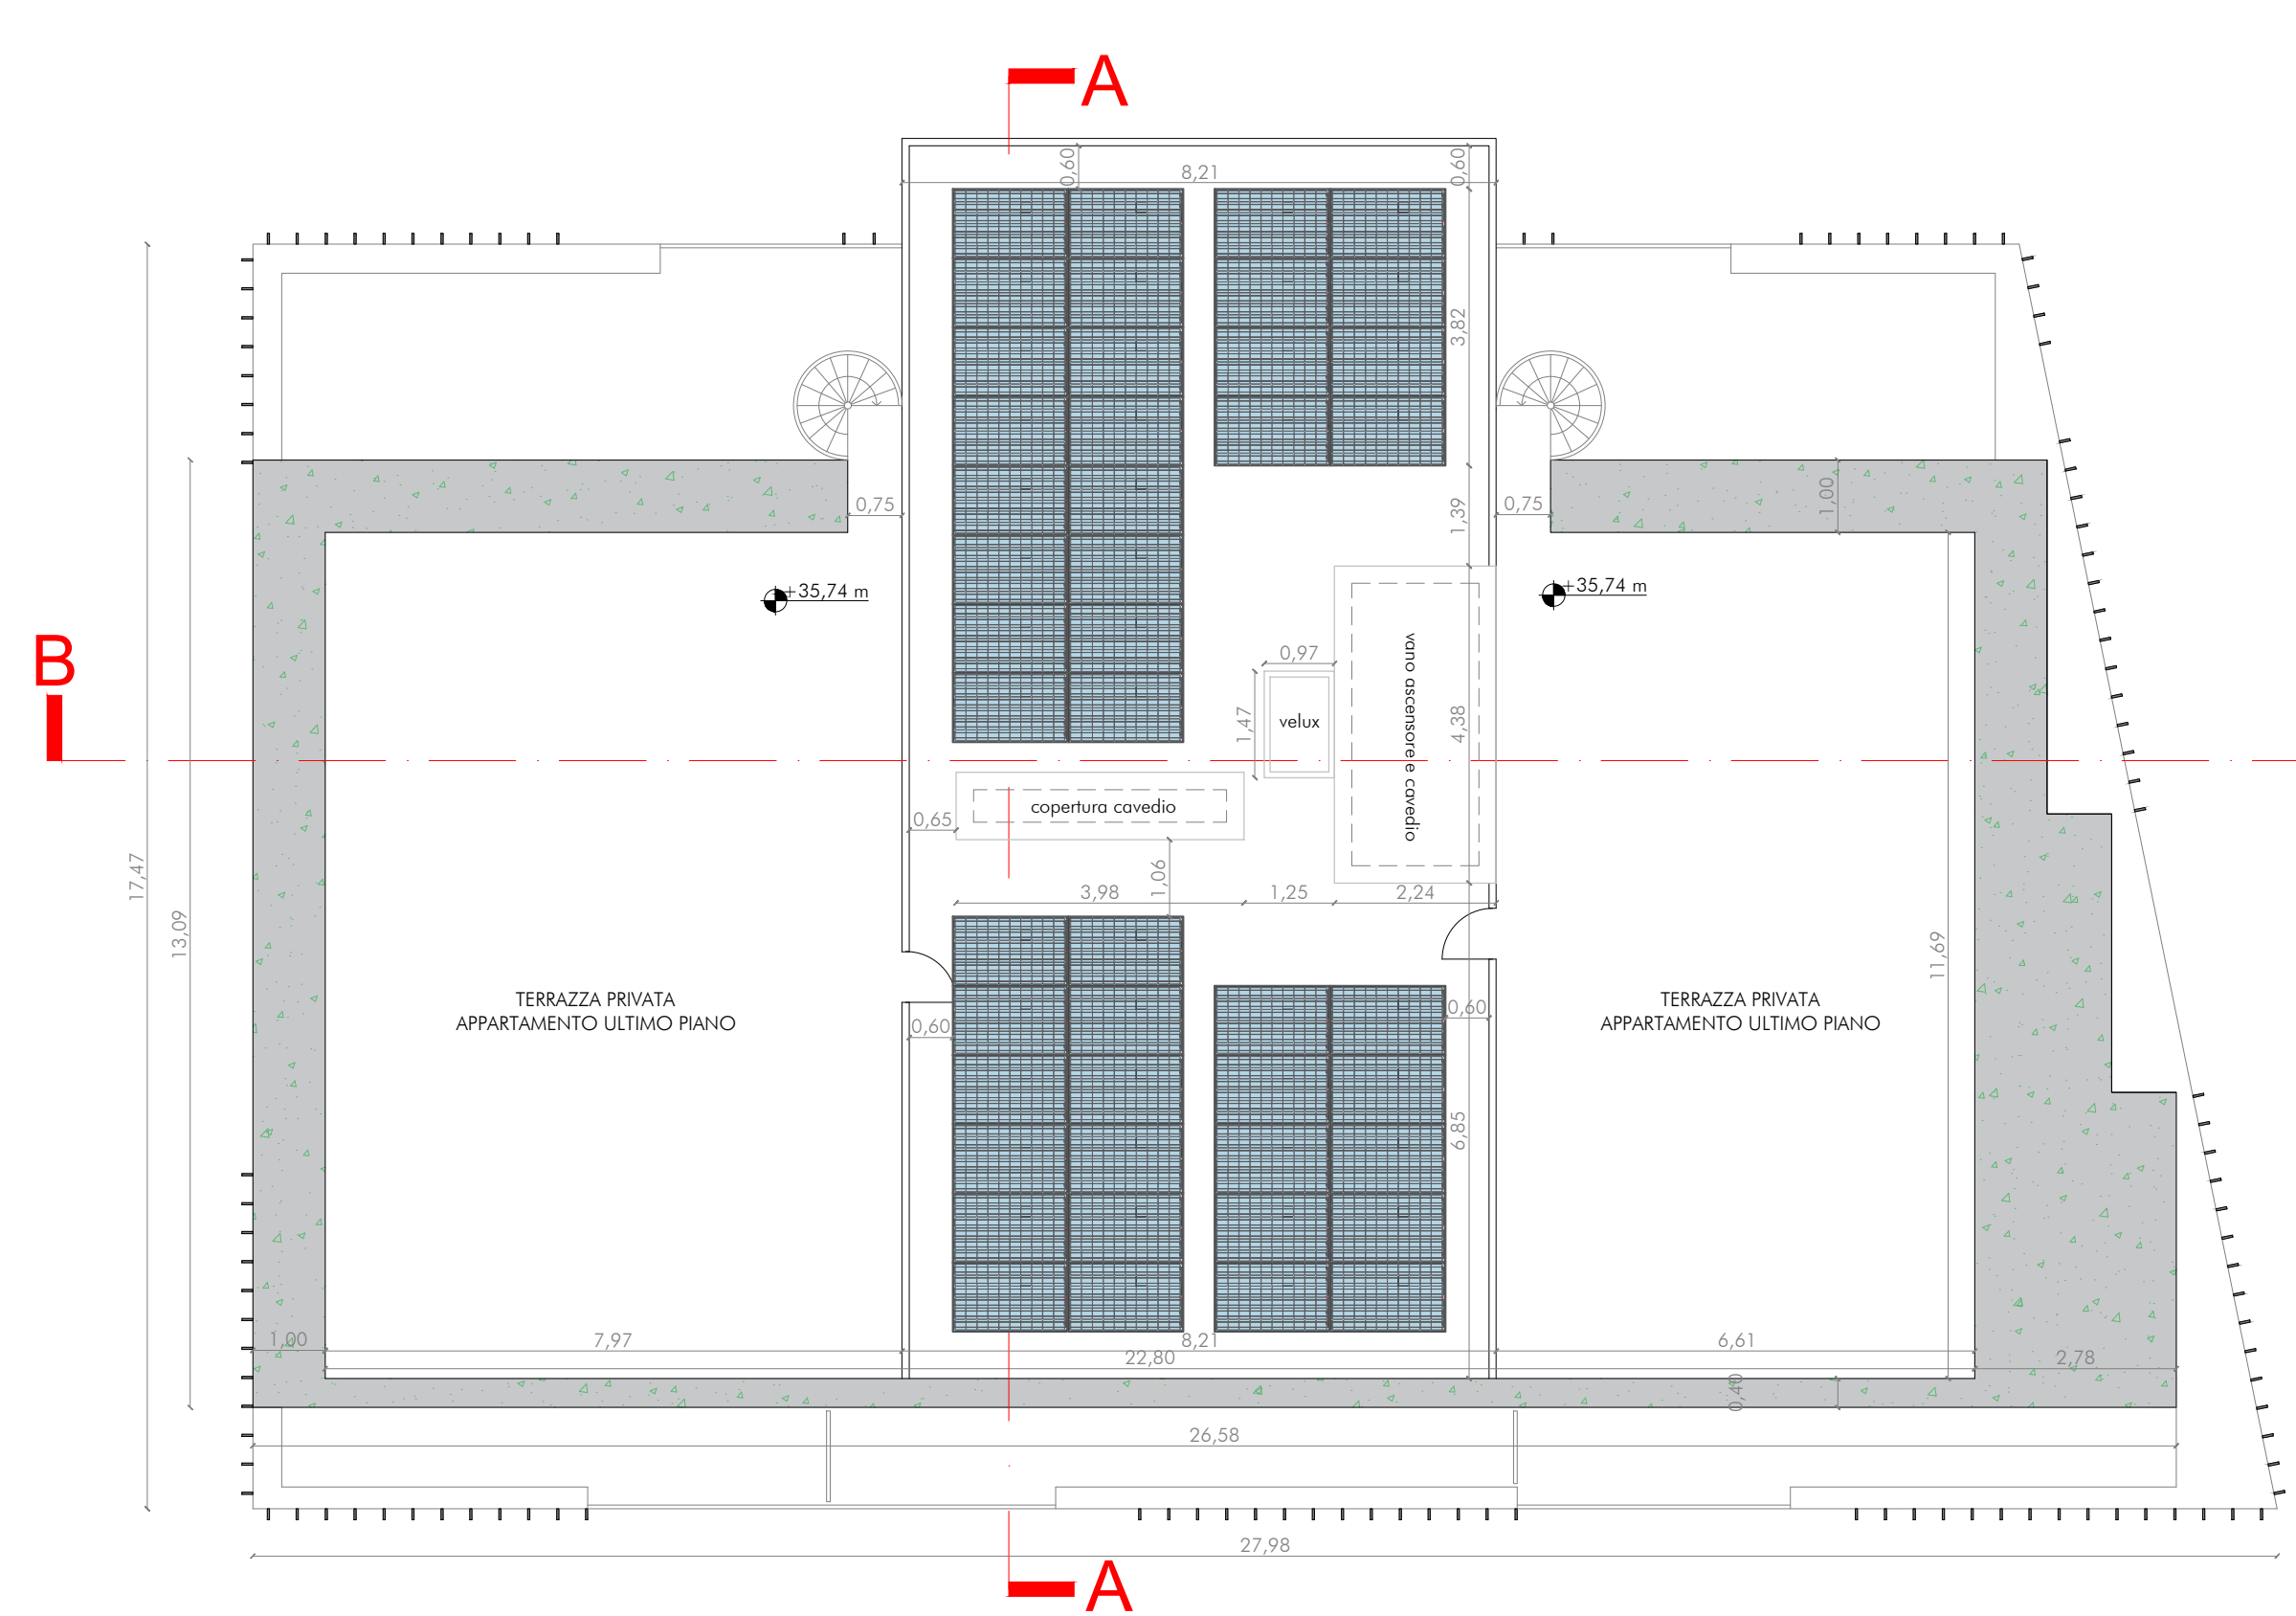 A
0,60
8,21
0,60
3,82
1,39
0,75
0,75
1,00
+35,74 m
+35,74 m
B
0,97
1,47
velux
vano ascensore e cavedio
4,38
copertura cavedio
0,65
1,06
3,98
1,25
2,24
17,47
13,09
11,69
TERRAZZA PRIVATA
APPARTAMENTO ULTIMO PIANO
0,60
0,60
TERRAZZA PRIVATA
APPARTAMENTO ULTIMO PIANO
6,85
1,00
7,97
8,21
6,61
22,80
2,78
0,40
26,58
27,98
A